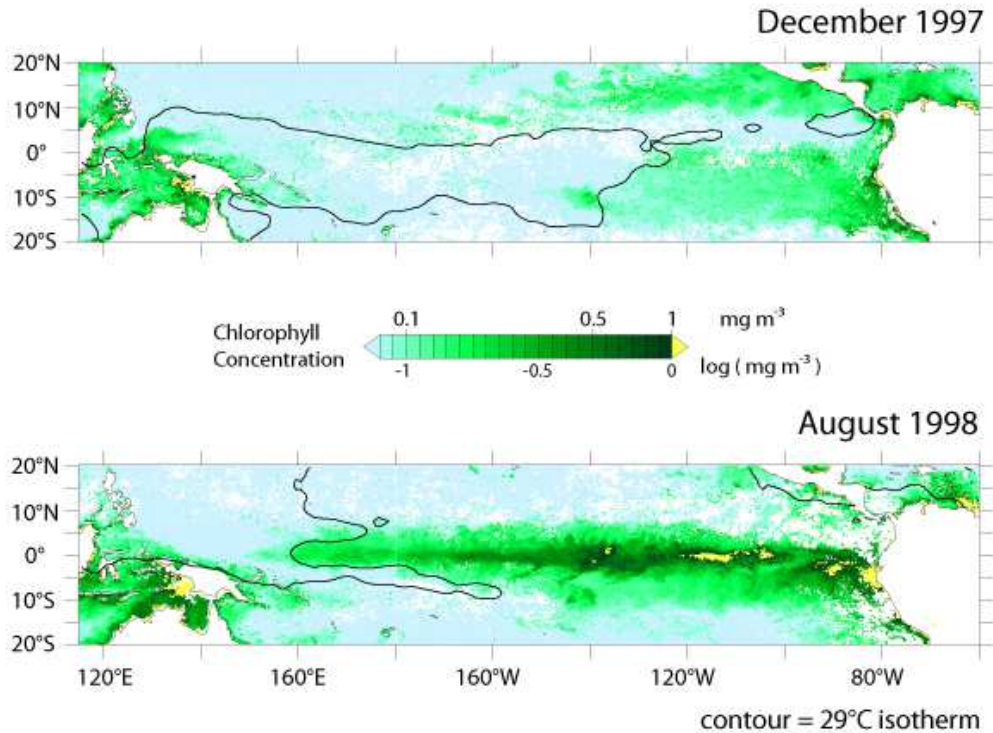 December 1997
20°N
10°N
0°
10°S
20°S
Chlorophyll
Concentration
0.1 0.5 1 mg m⁻³
-1 -0.5 0 log ( mg m⁻³ )
August 1998
20°N
10°N
0°
10°S
20°S
120°E 160°E 160°W 120°W 80°W
contour = 29°C isotherm